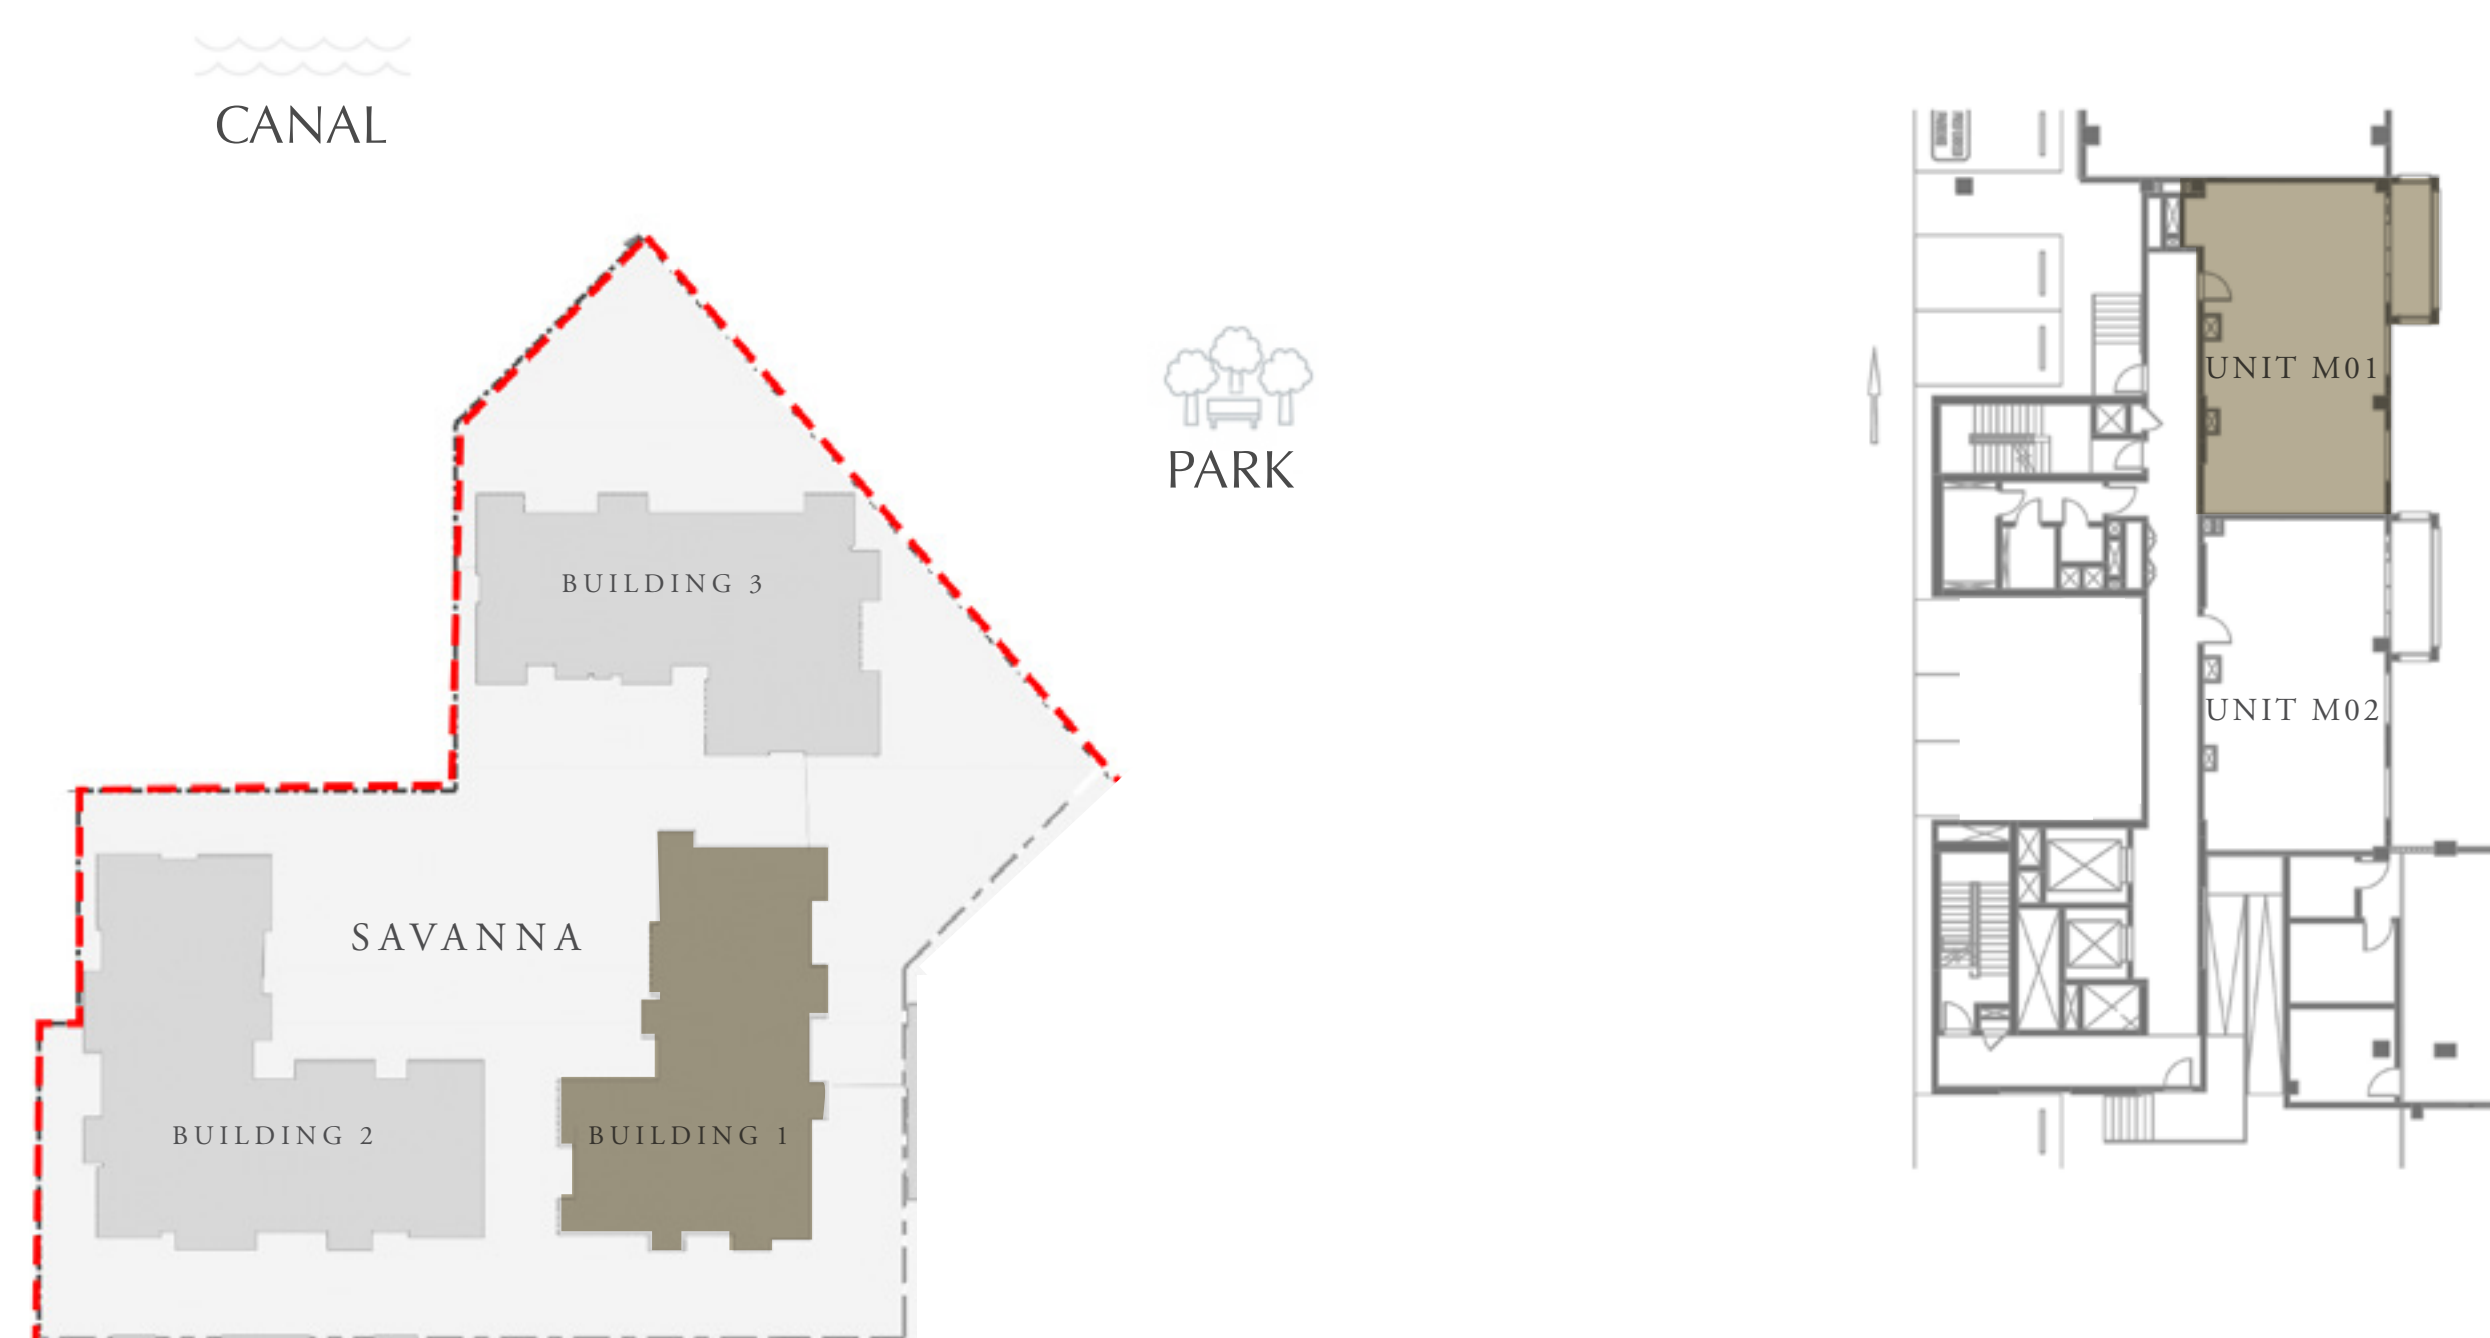 CANAL
PARK
BUILDING 3
SAVANNA
BUILDING 2
BUILDING 1
UNIT M01
UNIT M02